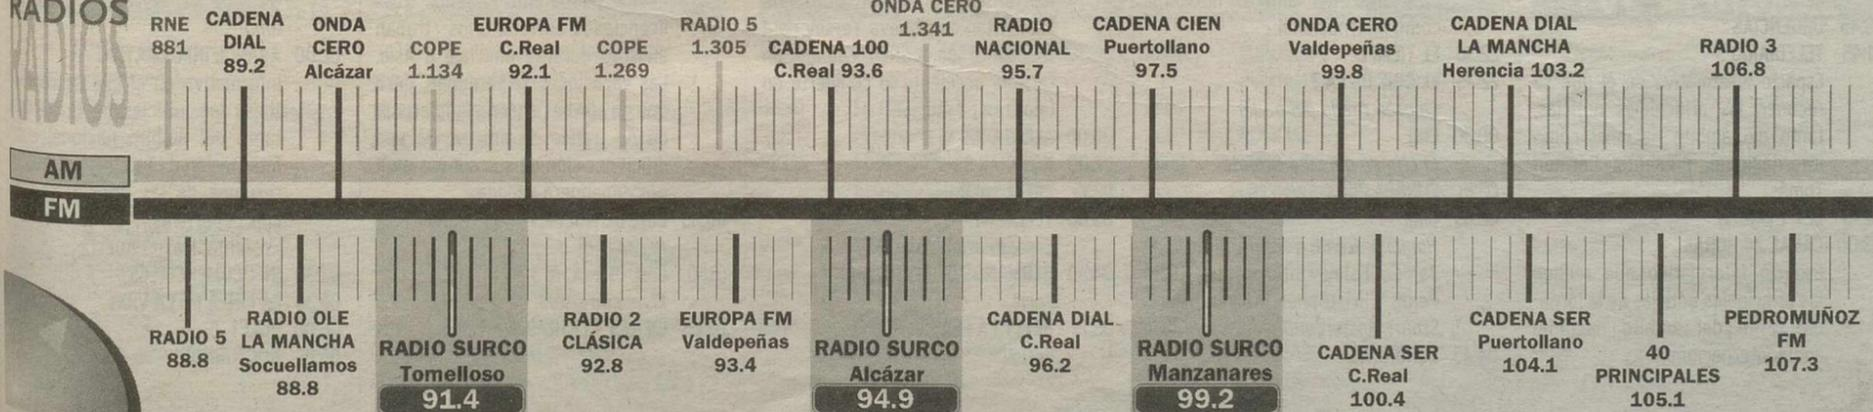 RADIOS
RADIOS
RNE
881
CADENA
DIAL
89.2
ONDA
CERO
Alcázar
COPE
1.134
EUROPA FM
C.Real
92.1
COPE
1.269
RADIO 5
1.305
CADENA 100
C.Real 93.6
ONDA CERO
1.341
RADIO
NACIONAL
95.7
CADENA CIEN
Puertollano
97.5
ONDA CERO
Valdepeñas
99.8
CADENA DIAL
LA MANCHA
Herencia 103.2
RADIO 3
106.8
AM
FM
RADIO 5
88.8
RADIO OLE
LA MANCHA
Socuellamos
88.8
RADIO SURCO
Tomelloso
91.4
RADIO 2
CLÁSICA
92.8
EUROPA FM
Valdepeñas
93.4
RADIO SURCO
Alcázar
94.9
CADENA DIAL
C.Real
96.2
RADIO SURCO
Manzanares
99.2
CADENA SER
C.Real
100.4
CADENA SER
Puertollano
104.1
40
PRINCIPALES
105.1
PEDROMUÑOZ
FM
107.3